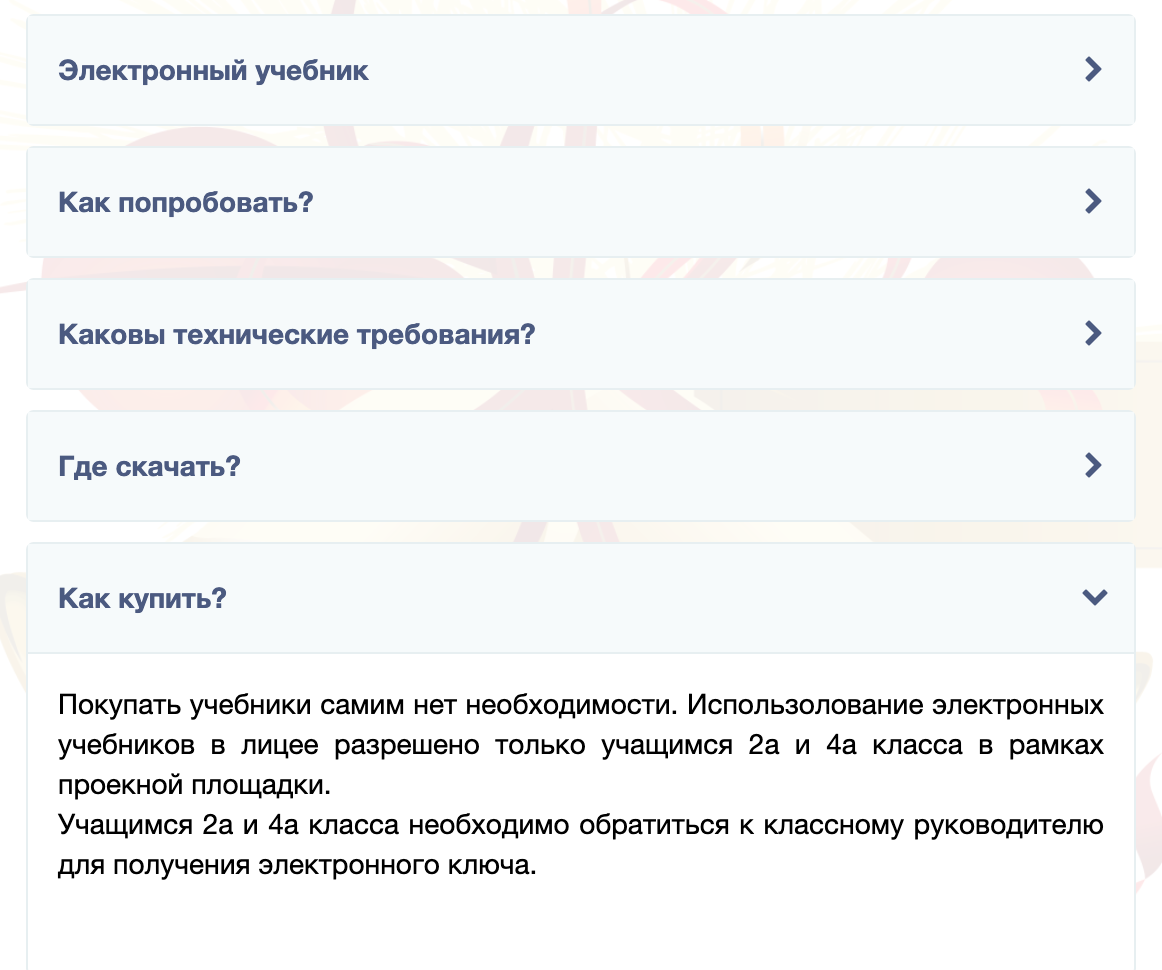 Электронный учебник
Как попробовать?
Каковы технические требования?
Где скачать?
Как купить?
Покупать учебники самим нет необходимости. Использолование электронных
учебников в лицее разрешено только учащимся 2а и 4а класса в рамках
проекной площадки.
Учащимся 2а и 4а класса необходимо обратиться к классному руководителю
для получения электронного ключа.